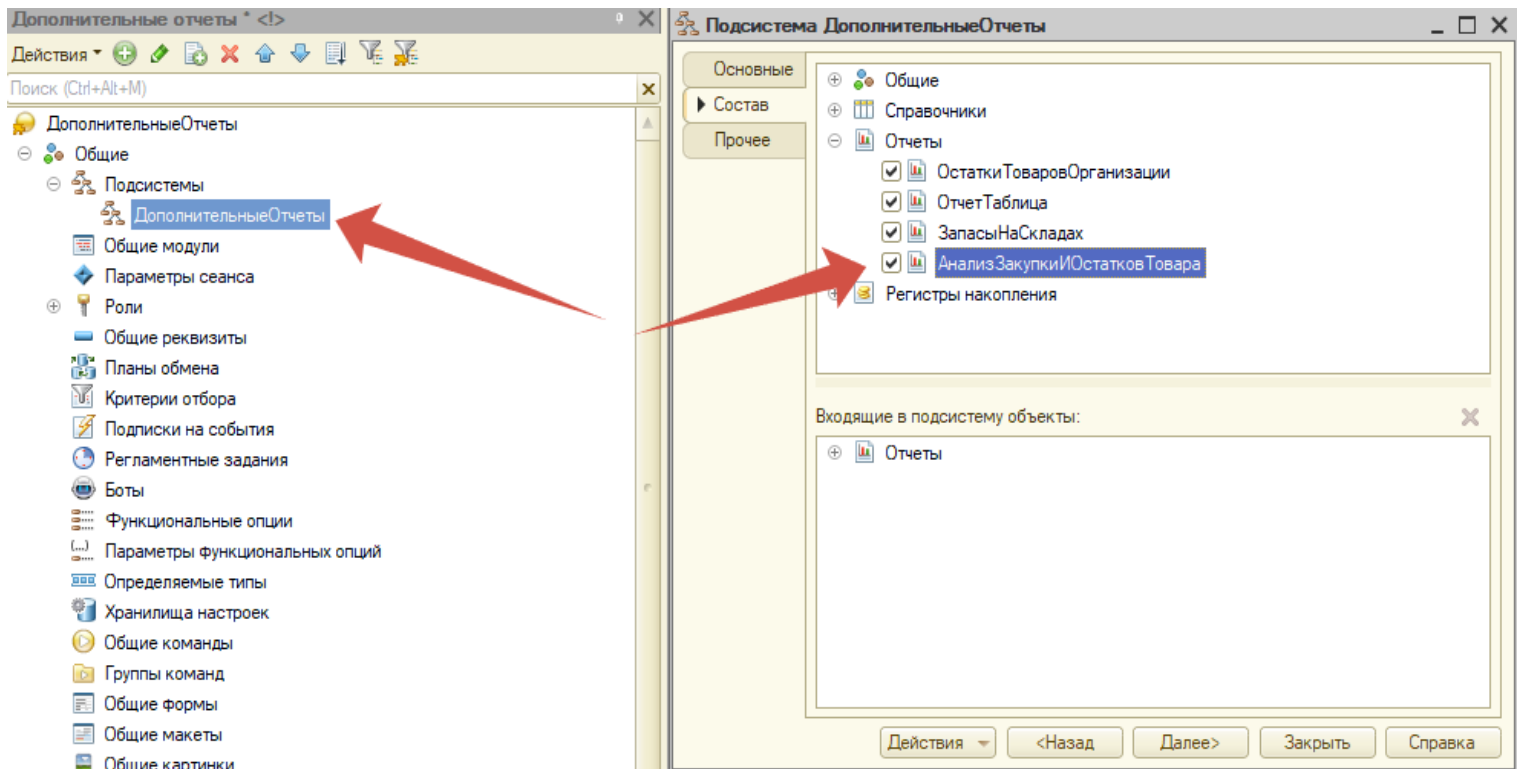 Дополнительные отчеты * <!>
Действия
Поиск (Ctrl+Alt+M)
ДополнительныеОтчеты
Общие
Подсистемы
ДополнительныеОтчеты
Общие модули
Параметры сеанса
Роли
Общие реквизиты
Планы обмена
Критерии отбора
Подписки на события
Регламентные задания
Боты
Функциональные опции
Параметры функциональных опций
Определяемые типы
Хранилища настроек
Общие команды
Группы команд
Общие формы
Общие макеты
Общие картинки
Подсистема ДополнительныеОтчеты
Основные
Состав
Прочее
Общие
Справочники
Отчеты
ОстаткиТоваровОрганизации
ОтчетТаблица
ЗапасыНаСкладах
АнализЗакупкиИОстатковТовара
Регистры накопления
Входящие в подсистему объекты:
Отчеты
Действия
<Назад
Далее>
Закрыть
Справка